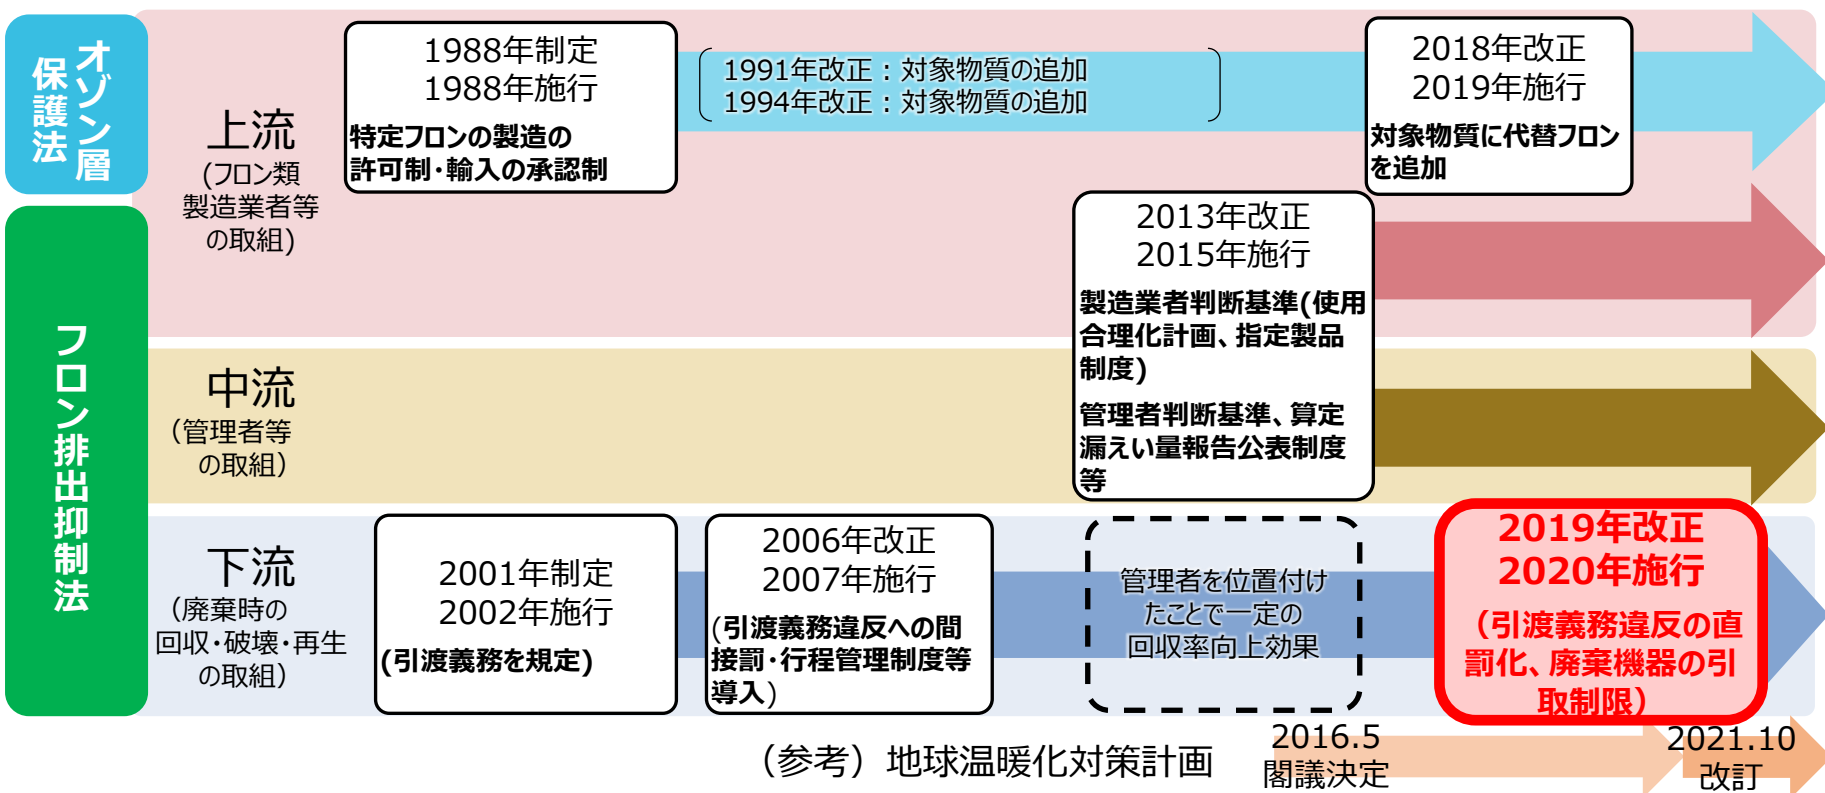 オゾン層
保護法
上流
(フロン類
製造業者等
の取組)
1988年制定
1988年施行
特定フロンの製造の
許可制･輸入の承認制
1991年改正：対象物質の追加
1994年改正：対象物質の追加
2018年改正
2019年施行
対象物質に代替フロン
を追加
フロン排出抑制法
2013年改正
2015年施行
製造業者判断基準(使用
合理化計画、指定製品
制度)
管理者判断基準、算定
漏えい量報告公表制度
等
中流
（管理者等
の取組）
下流
（廃棄時の
回収･破壊･再生
の取組）
2001年制定
2002年施行
(引渡義務を規定)
2006年改正
2007年施行
(引渡義務違反への間
接罰･行程管理制度等
導入)
管理者を位置付け
たことで一定の
回収率向上効果
2019年改正
2020年施行
（引渡義務違反の直
罰化、廃棄機器の引
取制限）
（参考）地球温暖化対策計画
2016.5
閣議決定
2021.10
改訂